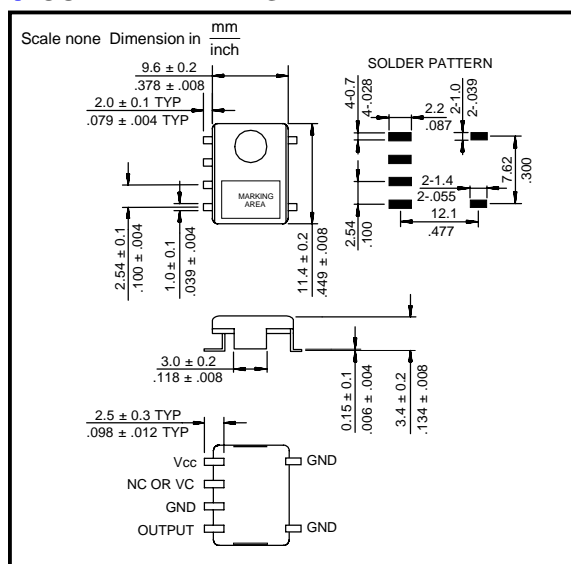 Scale none Dimension in mm
inch
SOLDER PATTERN
9.6 ± 0.2
.378 ± .008
2.0 ± 0.1 TYP
.079 ± .004 TYP
4-0.7
4-.028
2.2
.087
2-1.0
2-.039
7.62
.300
2-1.4
2-.055
12.1
.477
2.54
.100
MARKING
AREA
2.54 ± 0.1
.100 ± .004
1.0 ± 0.1
.039 ± .004
11.4 ± 0.2
.449 ± .008
3.0 ± 0.2
.118 ± .008
0.15 ± 0.1
.006 ± .004
3.4 ± 0.2
.134 ± .008
2.5 ± 0.3 TYP
.098 ± .012 TYP
Vcc
GND
NC OR VC
GND
OUTPUT
GND